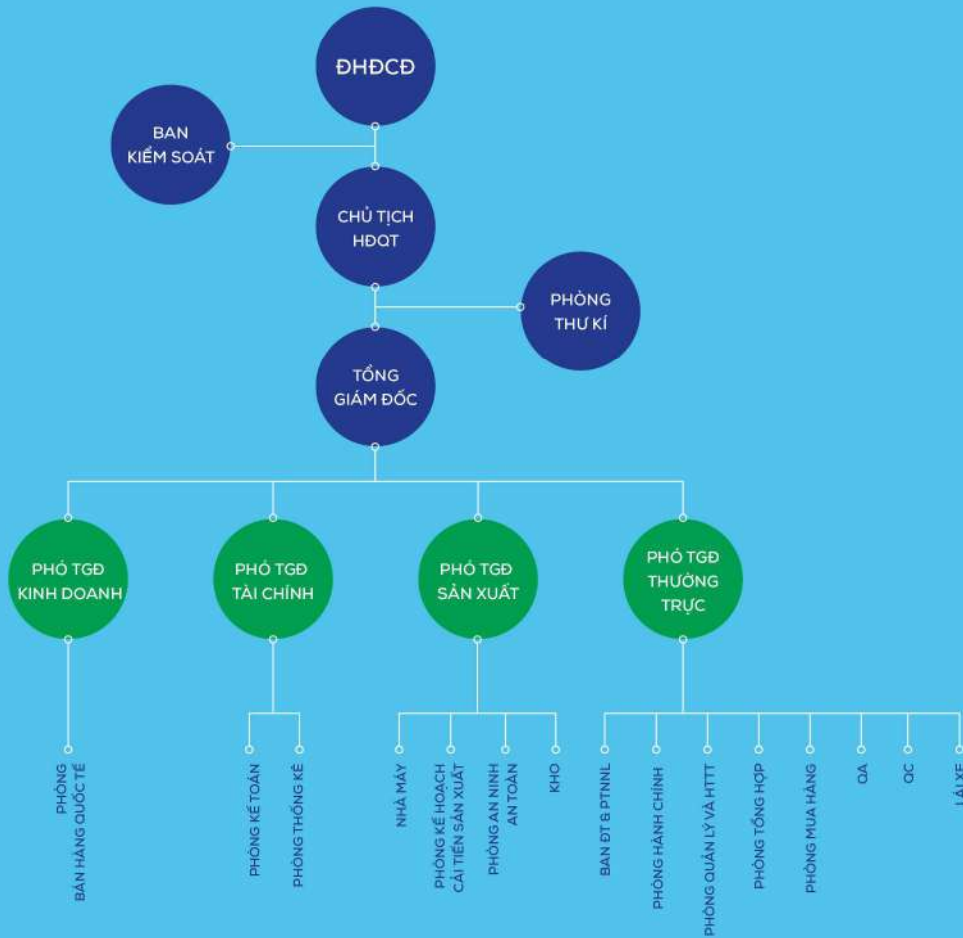 ĐHĐCĐ
BAN
KIỂM SOÁT
CHỦ TỊCH
HĐQT
PHÒNG
THƯ KÍ
TỔNG
GIÁM ĐỐC
PHÓ TGĐ
KINH DOANH
PHÓ TGĐ
TÀI CHÍNH
PHÓ TGĐ
SẢN XUẤT
PHÓ TGĐ
THƯỜNG
TRỰC
PHÒNG
BÁN HÀNG QUỐC TẾ
PHÒNG KẾ TOÁN
PHÒNG THỐNG KÊ
NHÀ MÁY
PHÒNG KẾ HOẠCH
CẢI TIẾN SẢN XUẤT
PHÒNG AN NINH
AN TOÀN
KHO
BAN ĐT & PTNNL
PHÒNG HÀNH CHÍNH
PHÒNG QUẢN LÝ VÀ HTTT
PHÒNG TỔNG HỢP
PHÒNG MUA HÀNG
QA
QC
LÁI XE